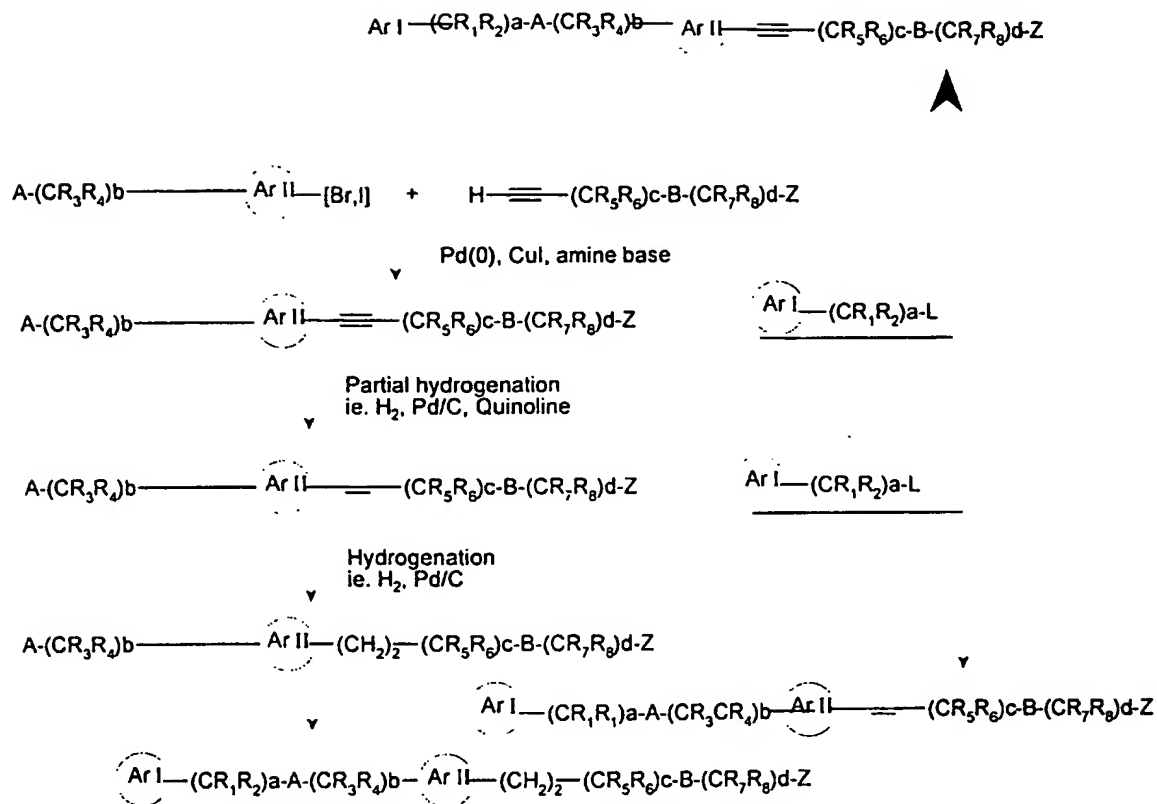 Ar I—(CR₁R₂)a-A-(CR₃R₄)b—Ar II—≡—(CR₅R₆)c-B-(CR₇R₈)d-Z
A-(CR₃R₄)b—Ar II—[Br,I] + H—≡—(CR₅R₆)c-B-(CR₇R₈)d-Z
Pd(0), CuI, amine base
A-(CR₃R₄)b—Ar II—≡—(CR₅R₆)c-B-(CR₇R₈)d-Z
Ar I—(CR₁R₂)a-L
Partial hydrogenation
ie. H₂, Pd/C, Quinoline
A-(CR₃R₄)b—Ar II—=—(CR₅R₆)c-B-(CR₇R₈)d-Z
Ar I—(CR₁R₂)a-L
Hydrogenation
ie. H₂, Pd/C
A-(CR₃R₄)b—Ar II—(CH₂)₂—(CR₅R₆)c-B-(CR₇R₈)d-Z
Ar I—(CR₁R₁)a-A-(CR₃CR₄)b—Ar II—=—(CR₅R₆)c-B-(CR₇R₈)d-Z
Ar I—(CR₁R₂)a-A-(CR₃R₄)b—Ar II—(CH₂)₂—(CR₅R₆)c-B-(CR₇R₈)d-Z